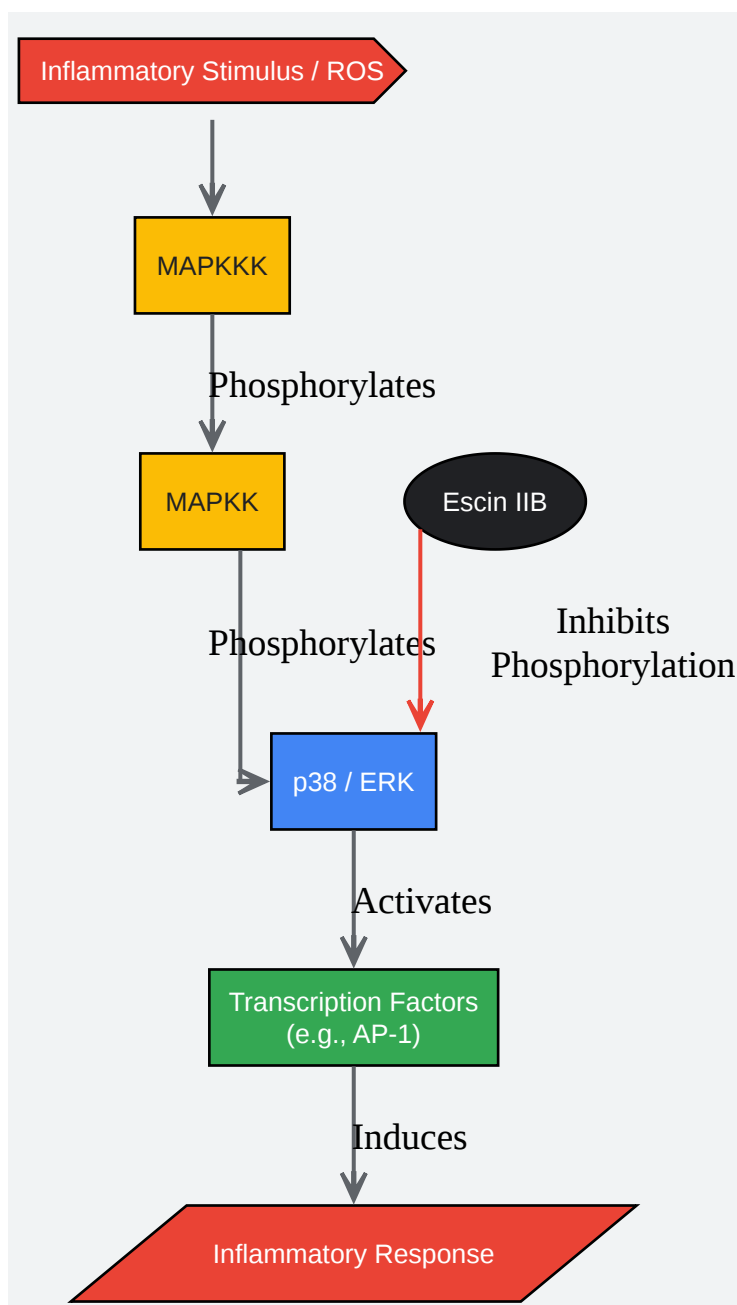 Inflammatory Stimulus / ROS
MAPKKK
Phosphorylates
MAPKK
Escin IIB
Phosphorylates
Inhibits
Phosphorylation
p38 / ERK
Activates
Transcription Factors
(e.g., AP-1)
Induces
Inflammatory Response